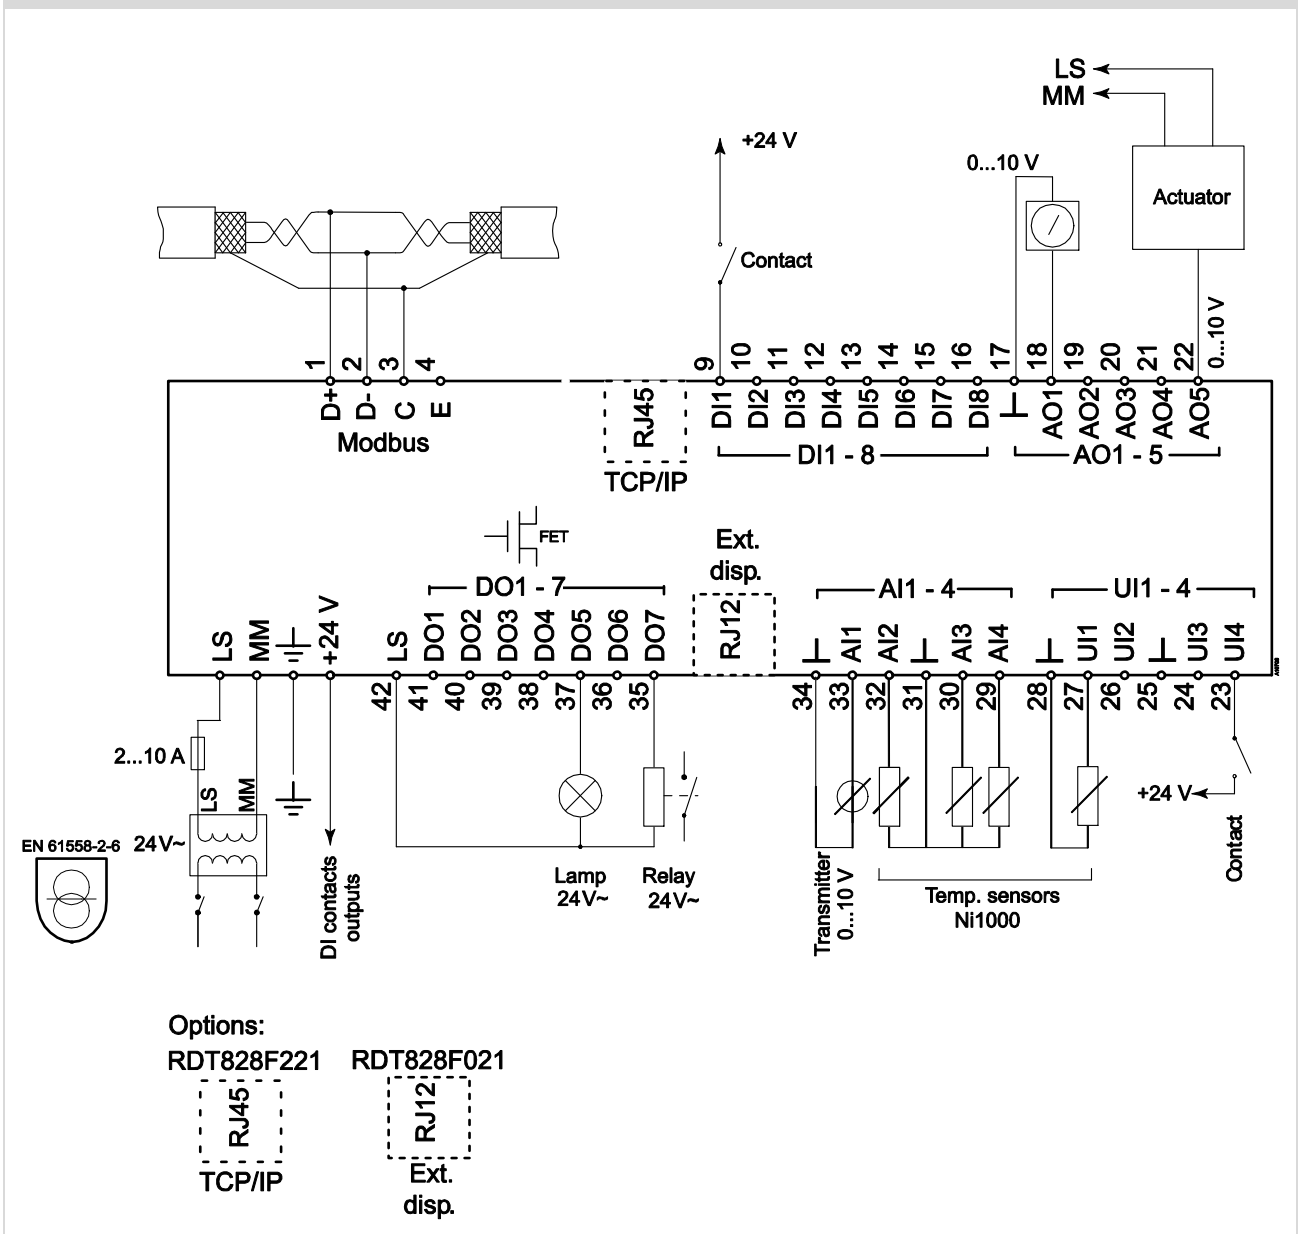 LS
MM
+24 V
0...10 V
Actuator
Contact
0...10 V
1 2 3 4
9 10 11 12 13 14 15 16 17 18 19 20 21 22
D+ D- C E
Modbus
RJ45
TCP/IP
DI1 DI2 DI3 DI4 DI5 DI6 DI7 DI8
AO1 AO2 AO3 AO4 AO5
DI1 - 8
AO1 - 5
FET
Ext.
disp.
DO1 - 7
AI1 - 4
UI1 - 4
LS MM +24 V
LS DO1 DO2 DO3 DO4 DO5 DO6 DO7
RJ12
AI1 AI2 AI3 AI4
UI1 UI2 UI3 UI4
42 41 40 39 38 37 36 35
34 33 32 31 30 29 28 27 26 25 24 23
2...10 A
LS
MM
+24 V
EN 61558-2-6
24V~
DI contacts
outputs
Lamp
24V~
Relay
24V~
Transmitter
0...10 V
Temp. sensors
Ni1000
Contact
Options:
RDT828F221
RDT828F021
RJ45
RJ12
TCP/IP
Ext.
disp.